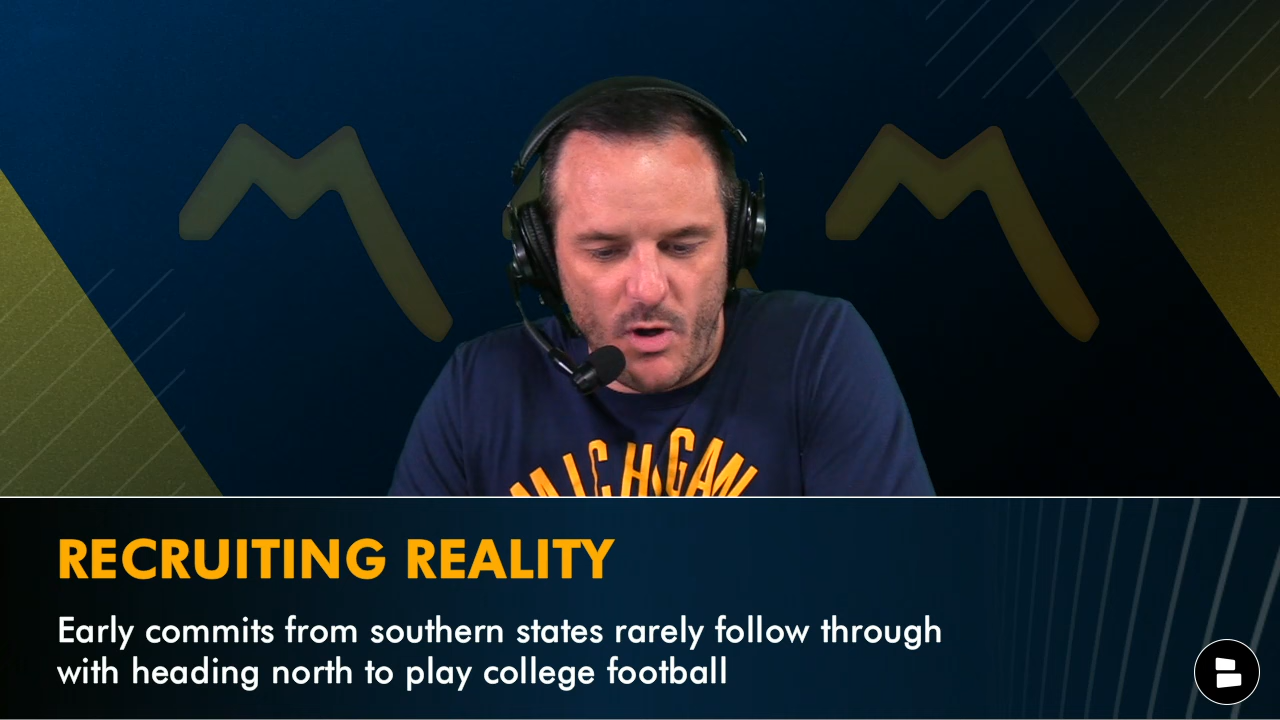 MICHIGAN
RECRUITING REALITY
Early commits from southern states rarely follow through
with heading north to play college football